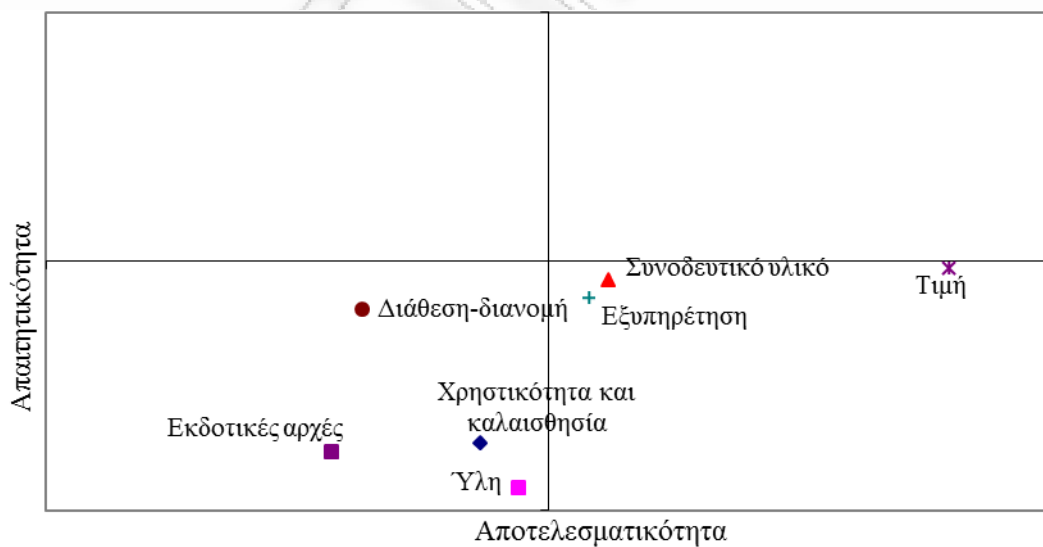 Απαιτητικότητα
Συνοδευτικό υλικό
Τιμή
Διάθεση-διανομή
Εξυπηρέτηση
Χρηστικότητα και
καλαισθησία
Εκδοτικές αρχές
Ύλη
Αποτελεσματικότητα